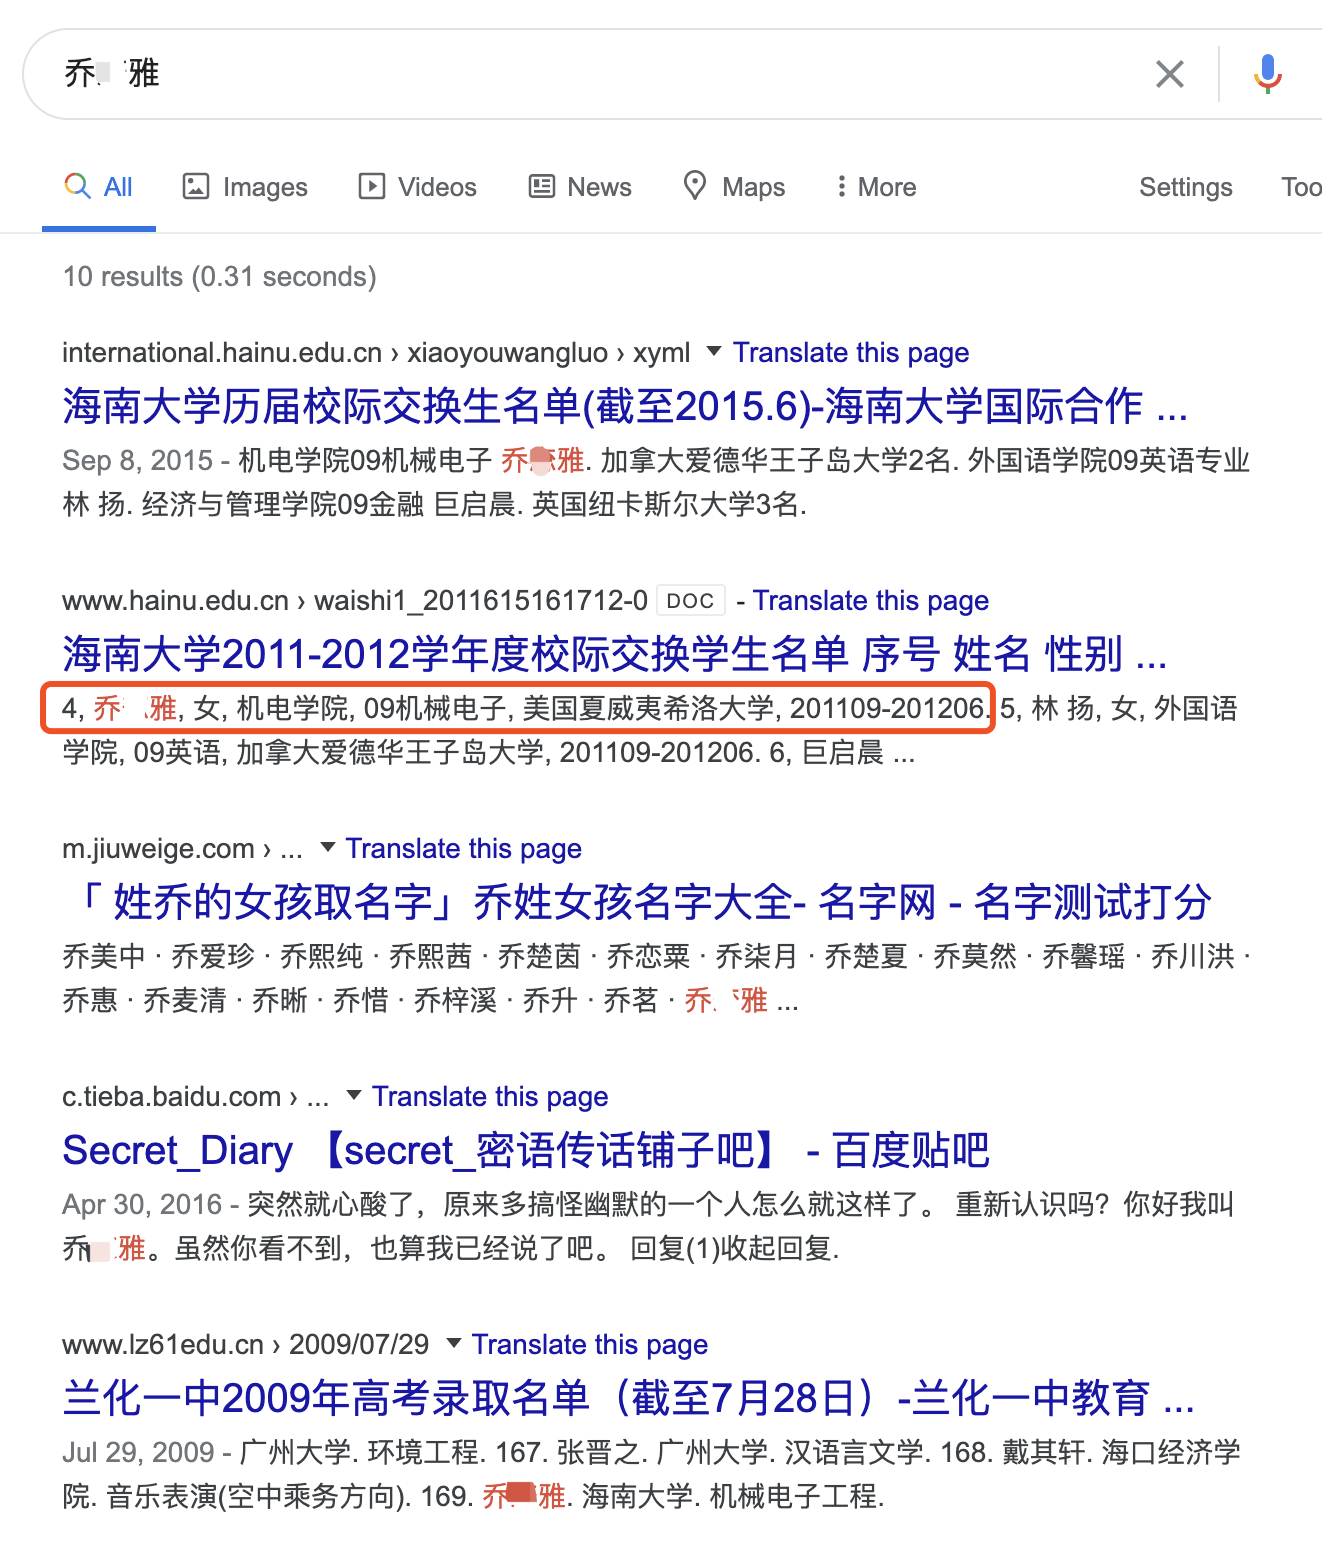 乔 雅
All Images Videos News Maps More Settings Too
10 results (0.31 seconds)
international.hainu.edu.cn › xiaoyouwangluo › xyml Translate this page
海南大学历届校际交换生名单(截至2015.6)-海南大学国际合作 ...
Sep 8, 2015 - 机电学院09机械电子 乔 雅. 加拿大爱德华王子岛大学2名. 外国语学院09英语专业
林 扬. 经济与管理学院09金融 巨启晨. 英国纽卡斯尔大学3名.
www.hainu.edu.cn › waishi1_2011615161712-0 DOC - Translate this page
海南大学2011-2012学年度校际交换学生名单 序号 姓名 性别 ...
4, 乔 雅, 女, 机电学院, 09机械电子, 美国夏威夷希洛大学, 201109-201206. 5, 林 扬, 女, 外国语
学院, 09英语, 加拿大爱德华王子岛大学, 201109-201206. 6, 巨启晨 ...
m.jiuweige.com › ... Translate this page
「 姓乔的女孩取名字」乔姓女孩名字大全- 名字网 - 名字测试打分
乔美中 · 乔爱珍 · 乔熙纯 · 乔熙茜 · 乔楚茵 · 乔恋粟 · 乔柒月 · 乔楚夏 · 乔莫然 · 乔馨瑶 · 乔川洪 ·
乔惠 · 乔麦清 · 乔晰 · 乔惜 · 乔梓溪 · 乔升 · 乔茗 · 乔 雅 ...
c.tieba.baidu.com › ... Translate this page
Secret_Diary 【secret_密语传话铺子吧】 - 百度贴吧
Apr 30, 2016 - 突然就心酸了，原来多搞怪幽默的一个人怎么就这样了。 重新认识吗？你好我叫
乔 雅。虽然你看不到，也算我已经说了吧。 回复(1)收起回复.
www.lz61edu.cn › 2009/07/29 Translate this page
兰化一中2009年高考录取名单（截至7月28日）-兰化一中教育 ...
Jul 29, 2009 - 广州大学. 环境工程. 167. 张晋之. 广州大学. 汉语言文学. 168. 戴其轩. 海口经济学
院. 音乐表演(空中乘务方向). 169. 乔 雅. 海南大学. 机械电子工程.